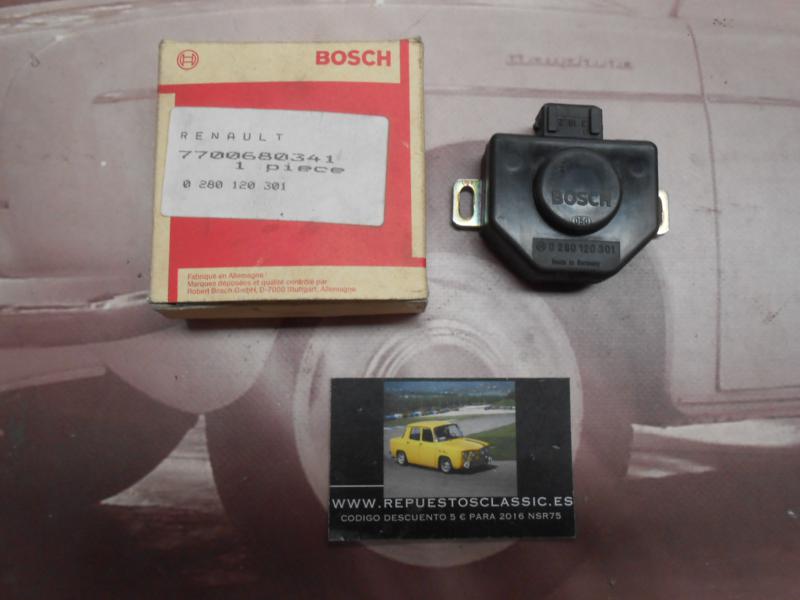 BOSCH
RENAULT
7700680341
1 piece
0 280 120 301
Fabriqué en Allemagne
Marques déposées et qualité contrôlée par
Robert Bosch GmbH, D-7000 Stuttgart, Allemagne
BOSCH
050
0 280 120 301
Made in Germany
WWW.REPUESTOSCLASSIC.ES
CODIGO DESCUENTO 5 € PARA 2016 NSR75